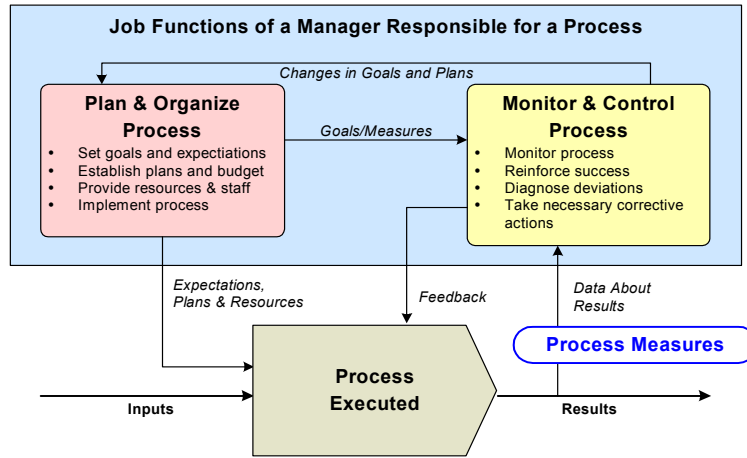 Job Functions of a Manager Responsible for a Process
Changes in Goals and Plans
Plan & Organize
Process
• Set goals and expectiations
• Establish plans and budget
• Provide resources & staff
• Implement process
Goals/Measures
Monitor & Control
Process
• Monitor process
• Reinforce success
• Diagnose deviations
• Take necessary corrective
actions
Expectations,
Plans & Resources
Feedback
Data About
Results
Process Measures
Process
Executed
Inputs
Results